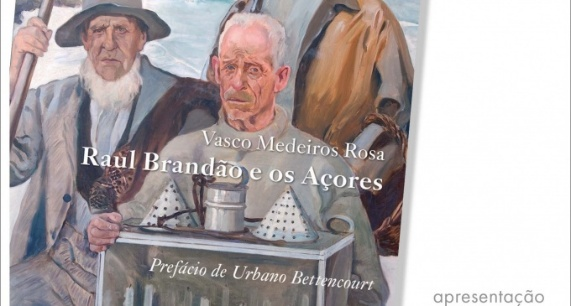 Vasco Medeiros Rosa
Raul Brandão e os Açores
Prefácio de Urbano Bettencourt
apresentação